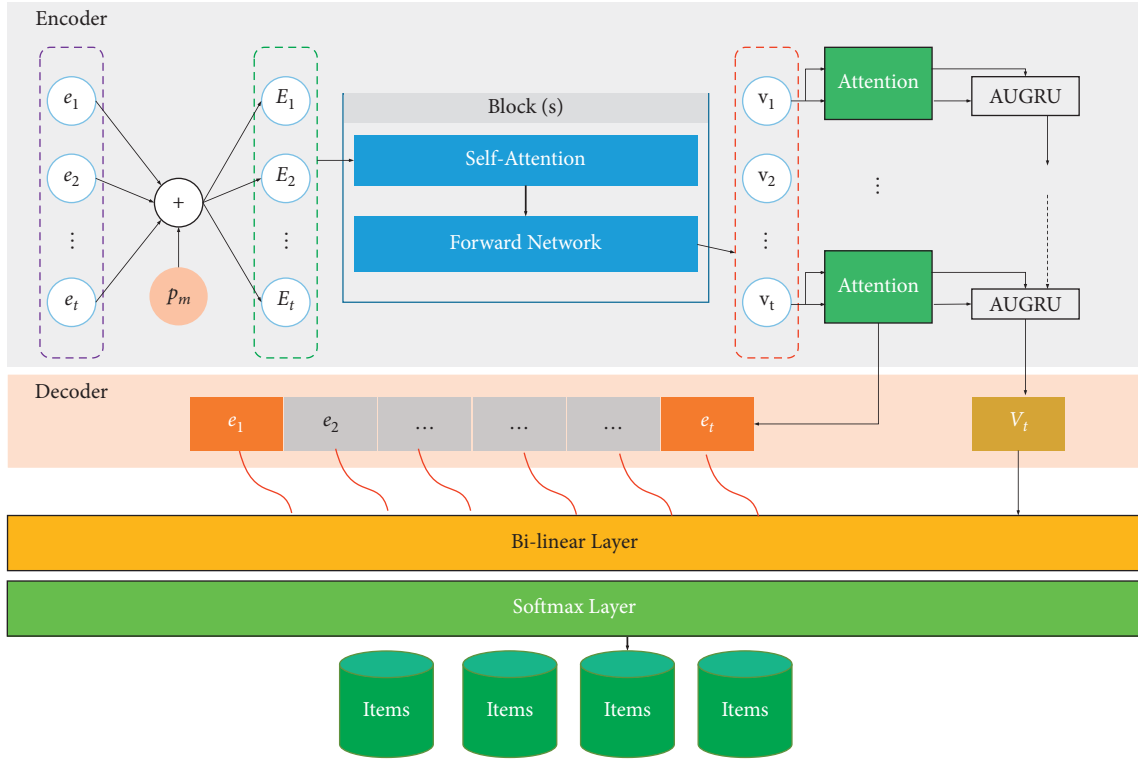 Encoder
e1
e2
⋮
et
+
pm
E1
E2
⋮
Et
Block (s)
Self-Attention
Forward Network
v1
v2
⋮
vt
Attention
AUGRU
⋮
Attention
AUGRU
Decoder
e1 e2 … … … et
Vt
Bi-linear Layer
Softmax Layer
Items Items Items Items